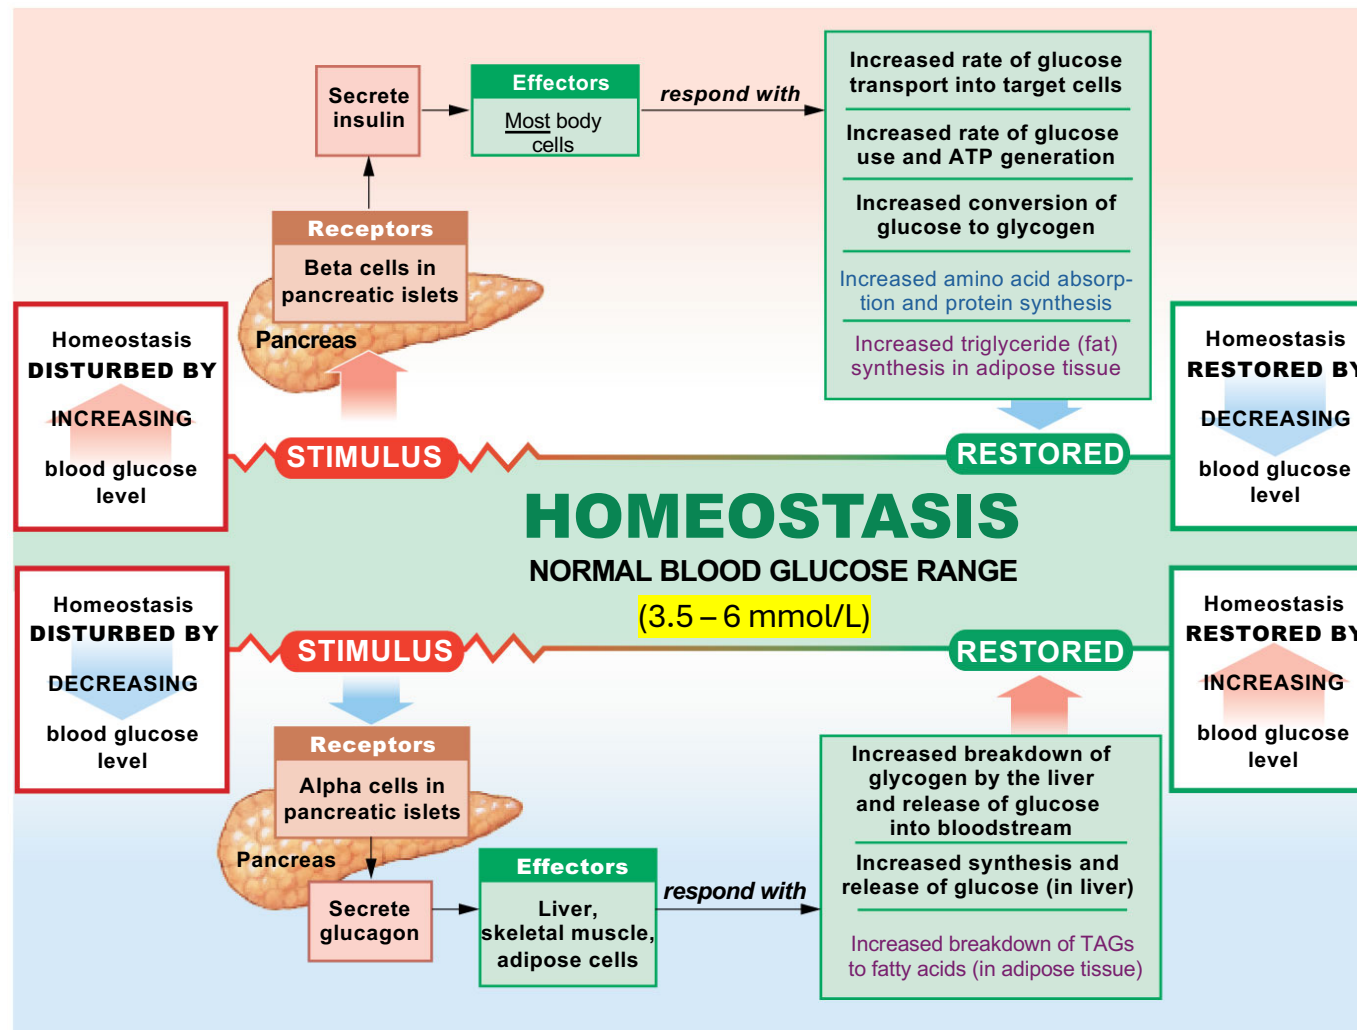 Secrete
insulin
Effectors
Most body
cells
respond with
Increased rate of glucose
transport into target cells
Increased rate of glucose
use and ATP generation
Increased conversion of
glucose to glycogen
Increased amino acid absorp-
tion and protein synthesis
Increased triglyceride (fat)
synthesis in adipose tissue
Receptors
Beta cells in
pancreatic islets
Pancreas
Homeostasis
DISTURBED BY
INCREASING
blood glucose
level
STIMULUS
RESTORED
Homeostasis
RESTORED BY
DECREASING
blood glucose
level
HOMEOSTASIS
NORMAL BLOOD GLUCOSE RANGE
(3.5 – 6 mmol/L)
Homeostasis
DISTURBED BY
DECREASING
blood glucose
level
STIMULUS
RESTORED
Homeostasis
RESTORED BY
INCREASING
blood glucose
level
Receptors
Alpha cells in
pancreatic islets
Pancreas
Secrete
glucagon
Effectors
Liver,
skeletal muscle,
adipose cells
respond with
Increased breakdown of
glycogen by the liver
and release of glucose
into bloodstream
Increased synthesis and
release of glucose (in liver)
Increased breakdown of TAGs
to fatty acids (in adipose tissue)